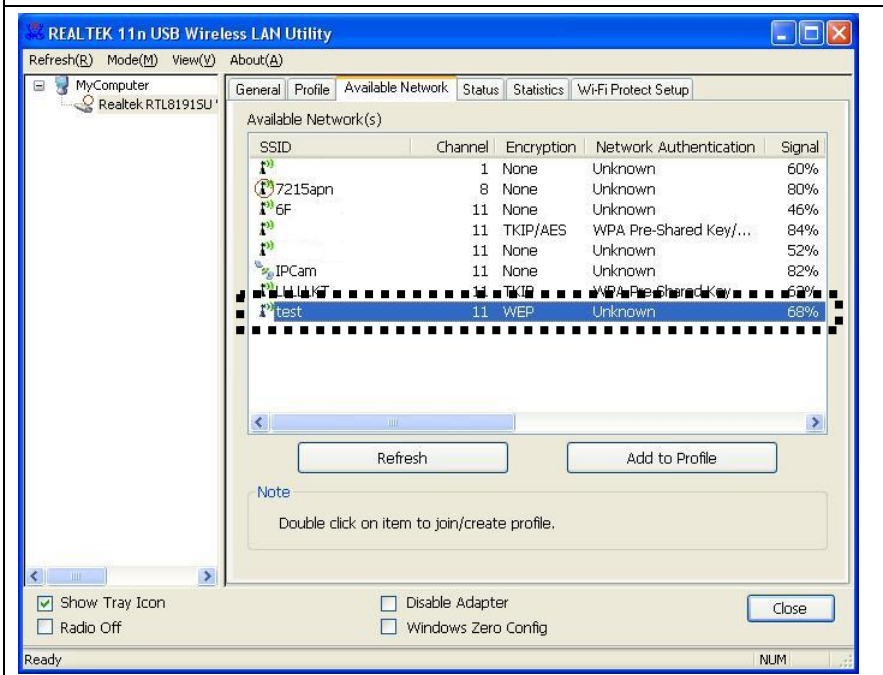 REALTEK 11n USB Wireless LAN Utility
Refresh(R) Mode(M) View(V) About(A)
MyComputer
Realtek RTL8191SU
General Profile Available Network Status Statistics Wi-Fi Protect Setup
Available Network(s)
SSID Channel Encryption Network Authentication Signal
1 None Unknown 60%
7215apn 8 None Unknown 80%
6F 11 None Unknown 46%
11 TKIP/AES WPA Pre-Shared Key/... 84%
11 None Unknown 52%
IPCam 11 None Unknown 82%
11 TKIP WPA Pre-Shared Key
test 11 WEP Unknown 68%
Refresh Add to Profile
Note
Double click on item to join/create profile.
Show Tray Icon Disable Adapter Close
Radio Off Windows Zero Config
Ready NUM